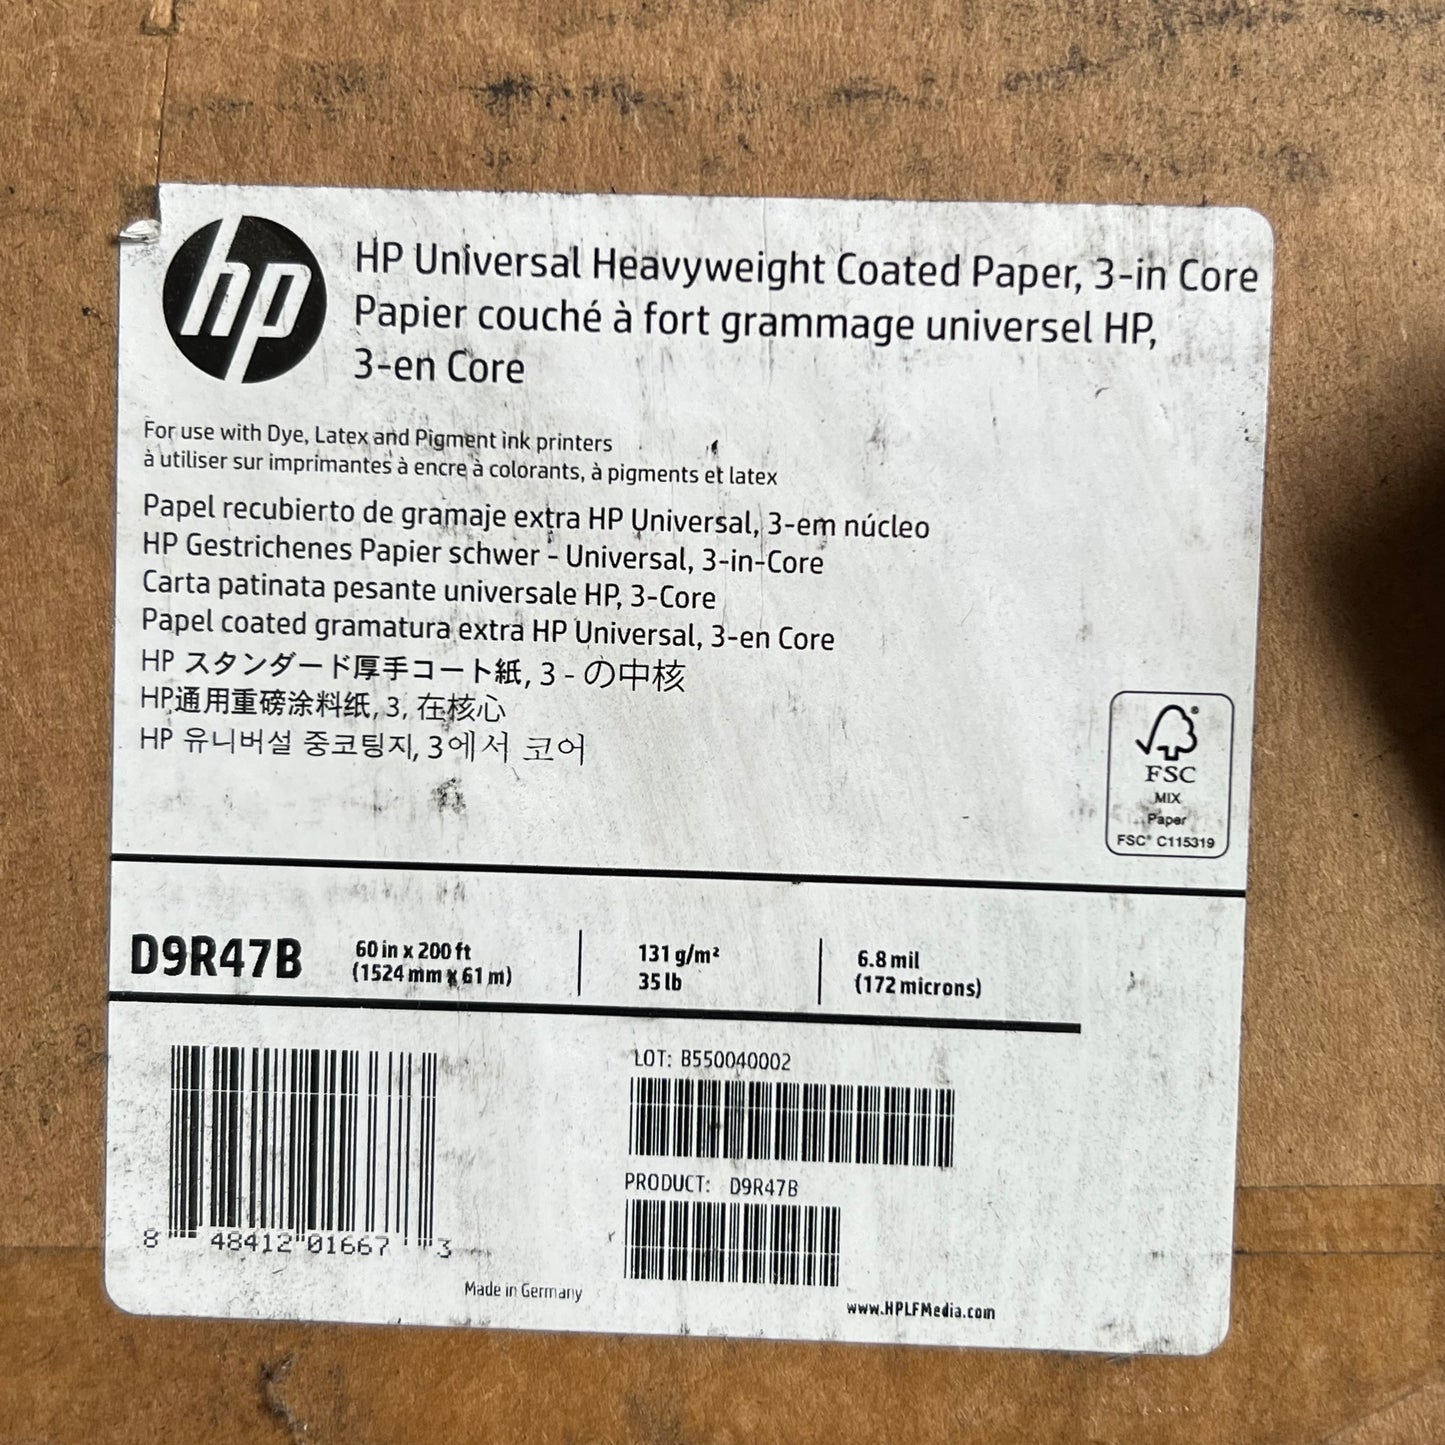 hp
HP Universal Heavyweight Coated Paper, 3-in Core
Papier couché à fort grammage universel HP,
3-en Core
For use with Dye, Latex and Pigment ink printers
à utiliser sur imprimantes à encre à colorants, à pigments et latex
Papel recubierto de gramaje extra HP Universal, 3-em núcleo
HP Gestrichenes Papier schwer - Universal, 3-in-Core
Carta patinata pesante universale HP, 3-Core
Papel coated gramatura extra HP Universal, 3-en Core
HP スタンダード厚手コート紙, 3 - の中核
HP通用重磅涂料纸, 3, 在核心
HP 유니버설 중코팅지, 3에서 코어
®
FSC
MIX
Paper
FSC® C115319
D9R47B
60 in x 200 ft
(1524 mm x 61 m)
131 g/m²
35 lb
6.8 mil
(172 microns)
LOT: B550040002
PRODUCT: D9R47B
8 48412 01667 3
Made in Germany
www.HPLFMedia.com